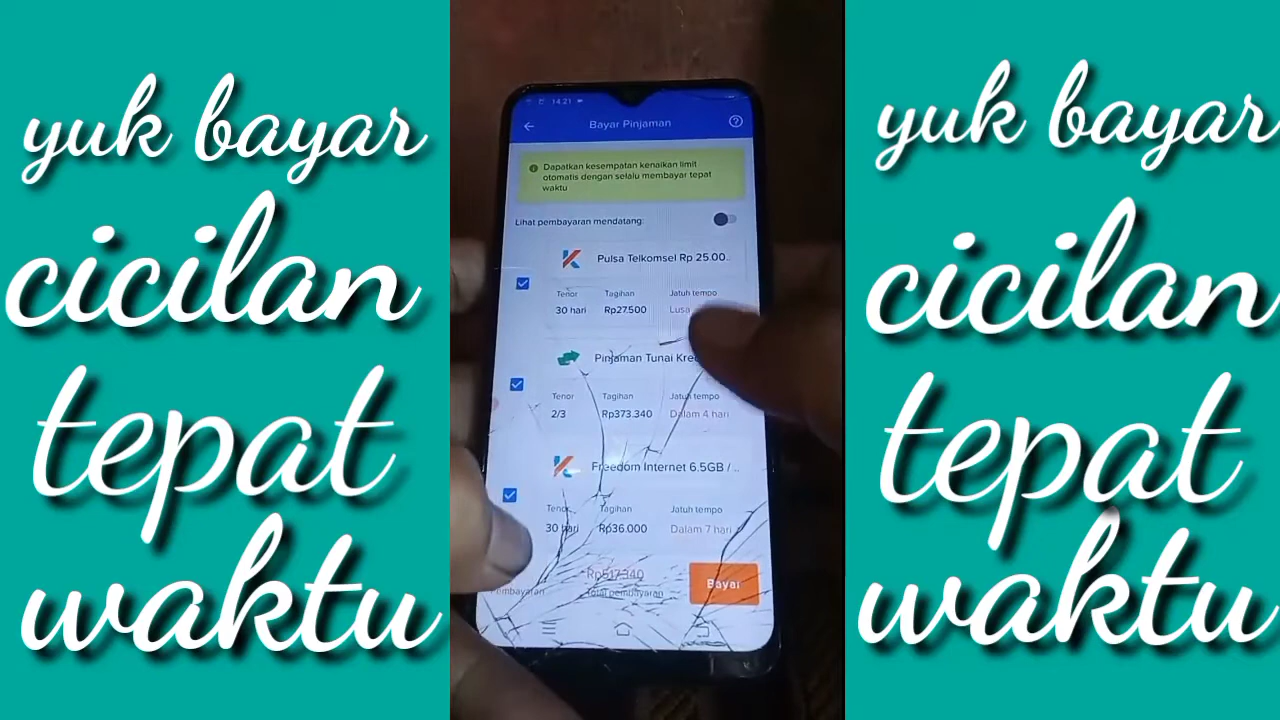 yuk bayar
cicilan
tepat
waktu
14.21
Bayar Pinjaman
Dapatkan kesempatan kenaikan limit
otomatis dengan selalu membayar tepat
waktu
Lihat pembayaran mendatang:
Pulsa Telkomsel Rp 25.00..
Tenor Tagihan Jatuh tempo
30 hari Rp27.500 Lusa
Pinjaman Tunai Kre
Tenor Tagihan Jatuh tempo
2/3 Rp373.340 Dalam 4 hari
Freedom Internet 6.5GB / ..
Tenor Tagihan Jatuh tempo
30 hari Rp36.000 Dalam 7 hari
Rp517.340
Total pembayaran
Pembayaran
Bayar
yuk bayar
cicilan
tepat
waktu